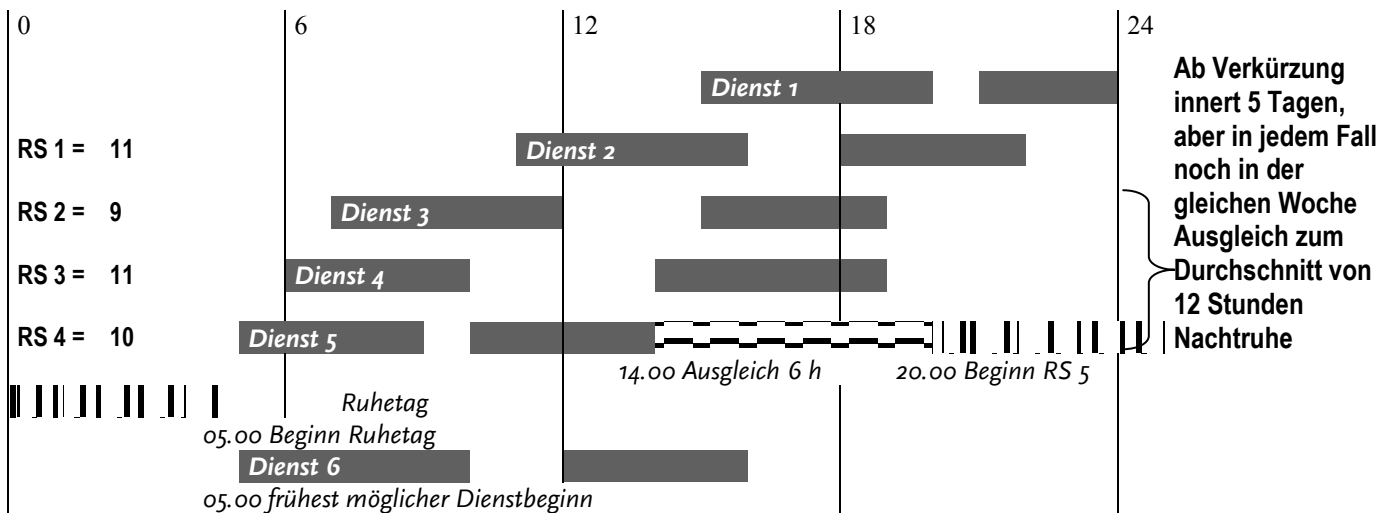 0 6 12 18 24
Dienst 1
RS 1 = 11 Dienst 2
RS 2 = 9 Dienst 3
RS 3 = 11 Dienst 4
RS 4 = 10 Dienst 5
14.00 Ausgleich 6 h 20.00 Beginn RS 5
Ruhetag
05.00 Beginn Ruhetag
Dienst 6
05.00 frühest möglicher Dienstbeginn
Ab Verkürzung
innert 5 Tagen,
aber in jedem Fall
noch in der
gleichen Woche
Ausgleich zum
Durchschnitt von
12 Stunden
Nachtruhe